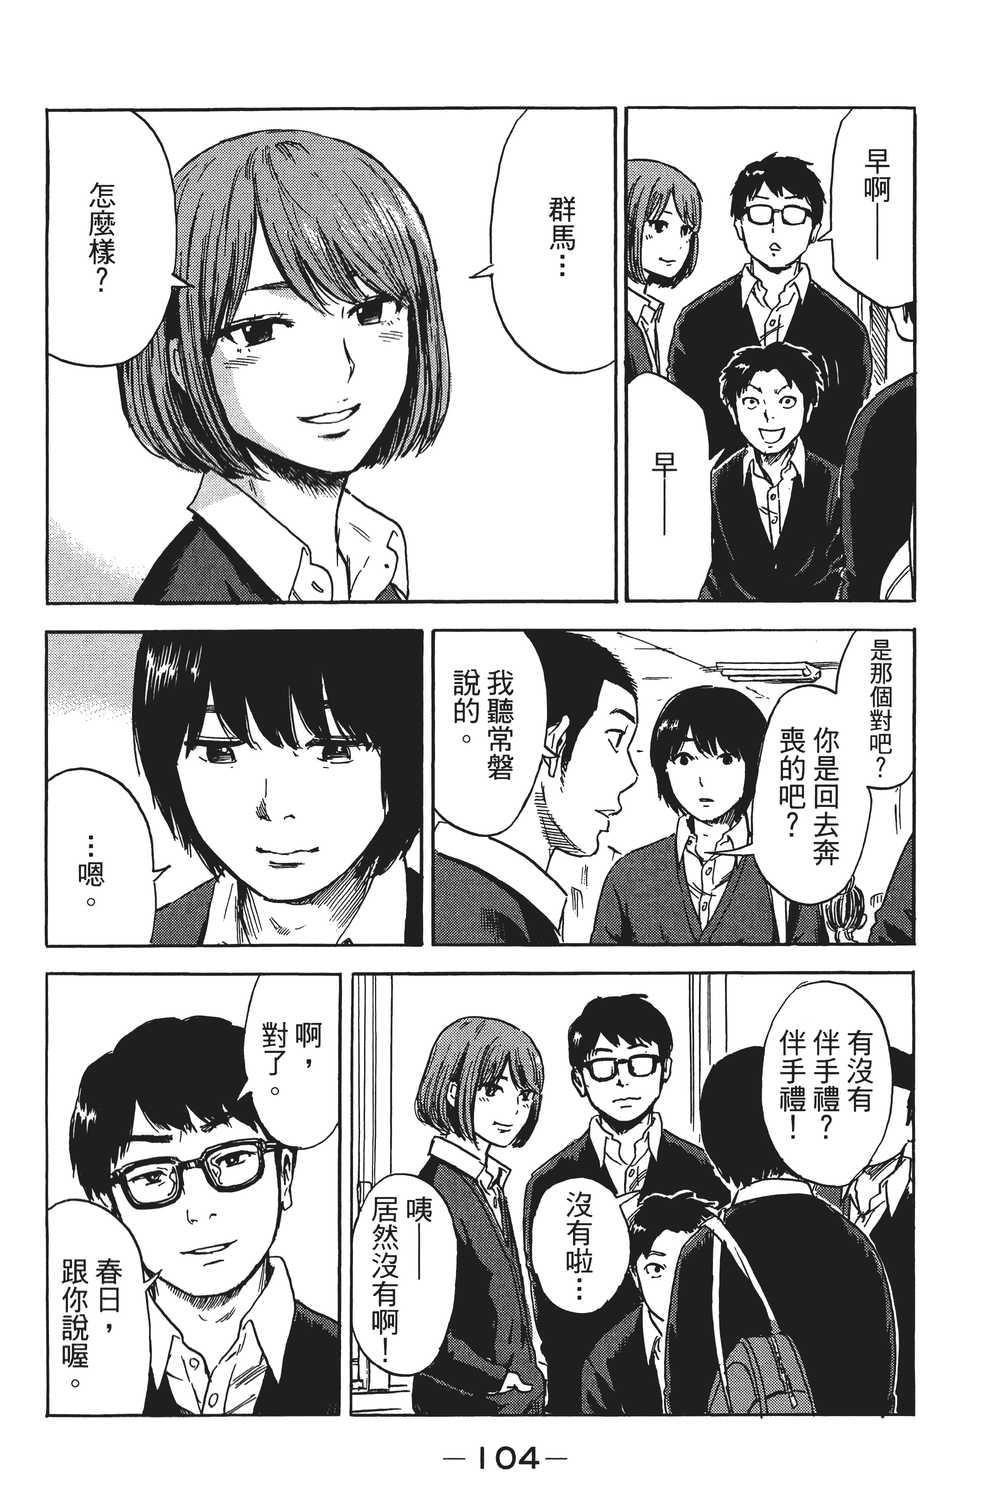 早啊——
早——
群馬…
怎麼樣？
是那個對吧？
你是回去奔
喪的吧？
我聽常磐
說的。
…嗯。
有沒有
伴手禮？
伴手禮！
沒有啦…
咦——
居然沒有啊！
啊，
對了。
春日，
跟你說喔。
—104—